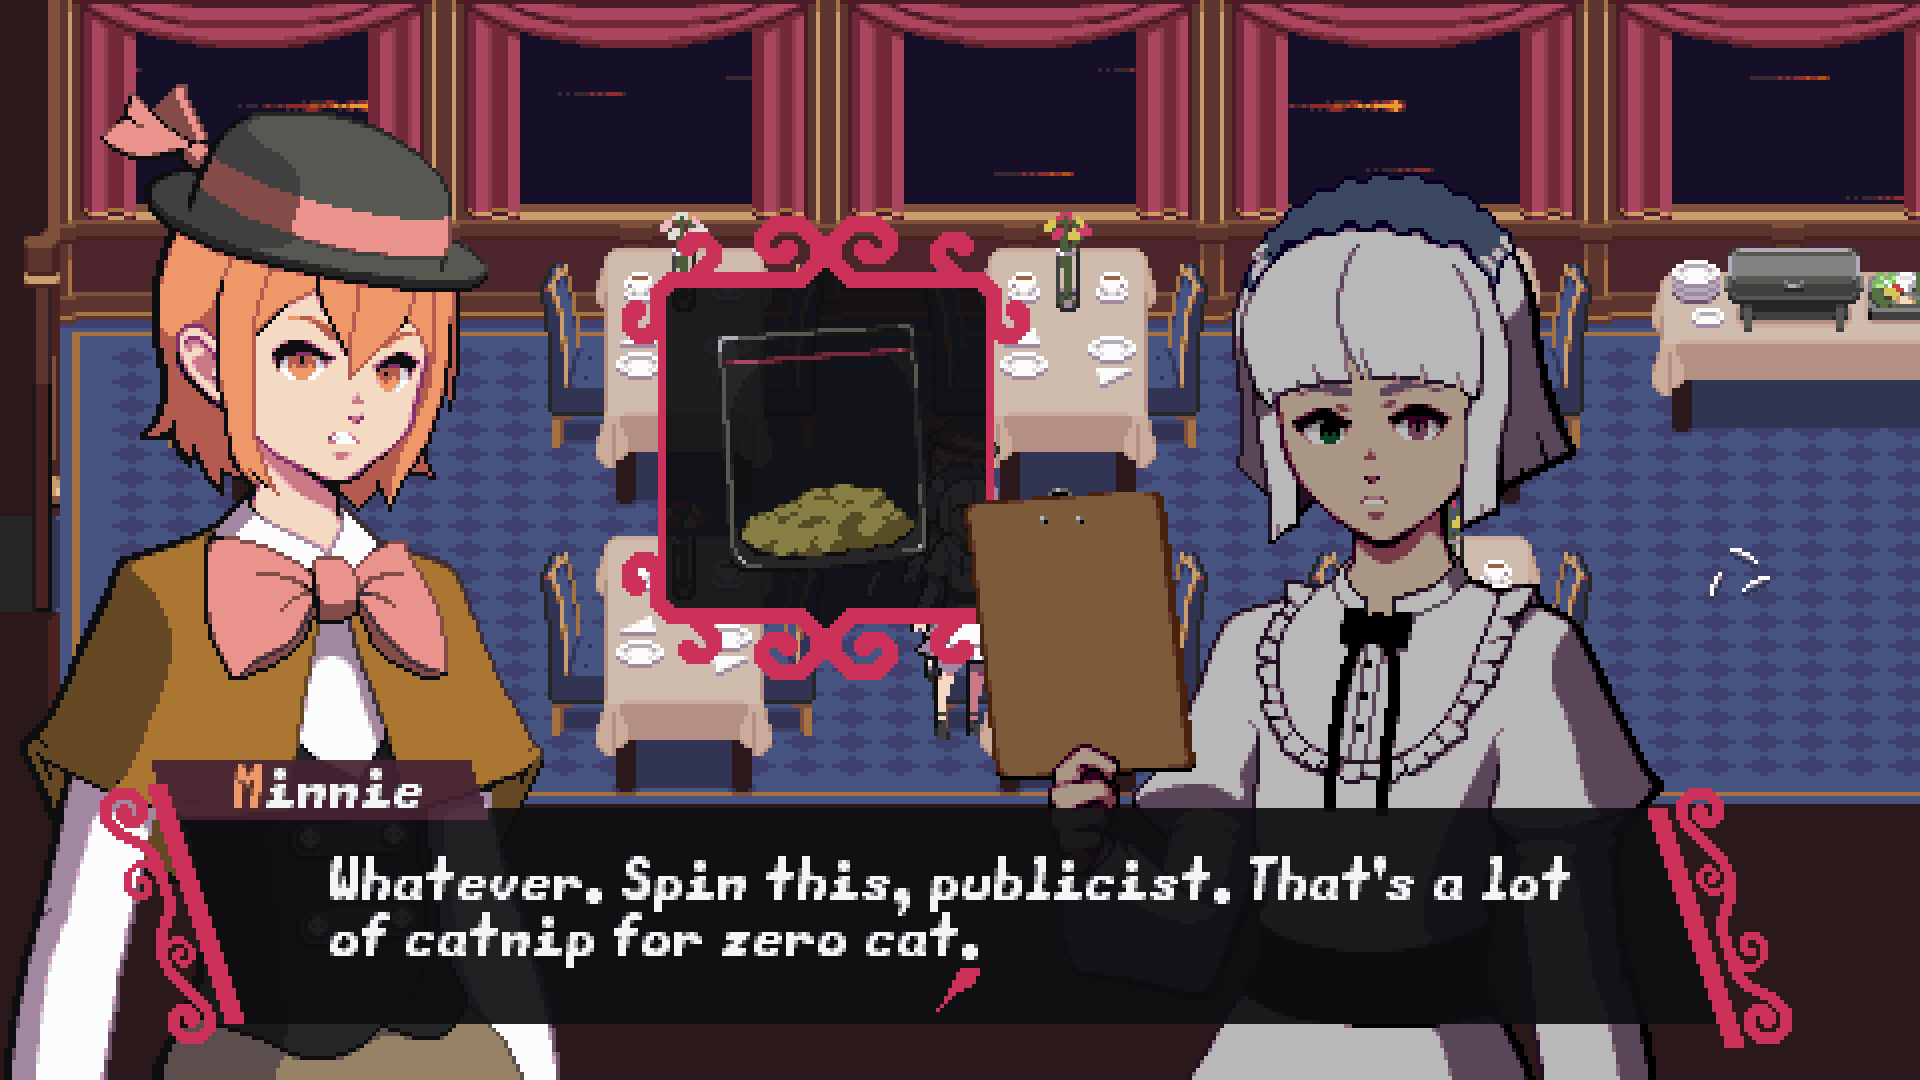 Minnie
Whatever. Spin this, publicist. That's a lot
of catnip for zero cat.